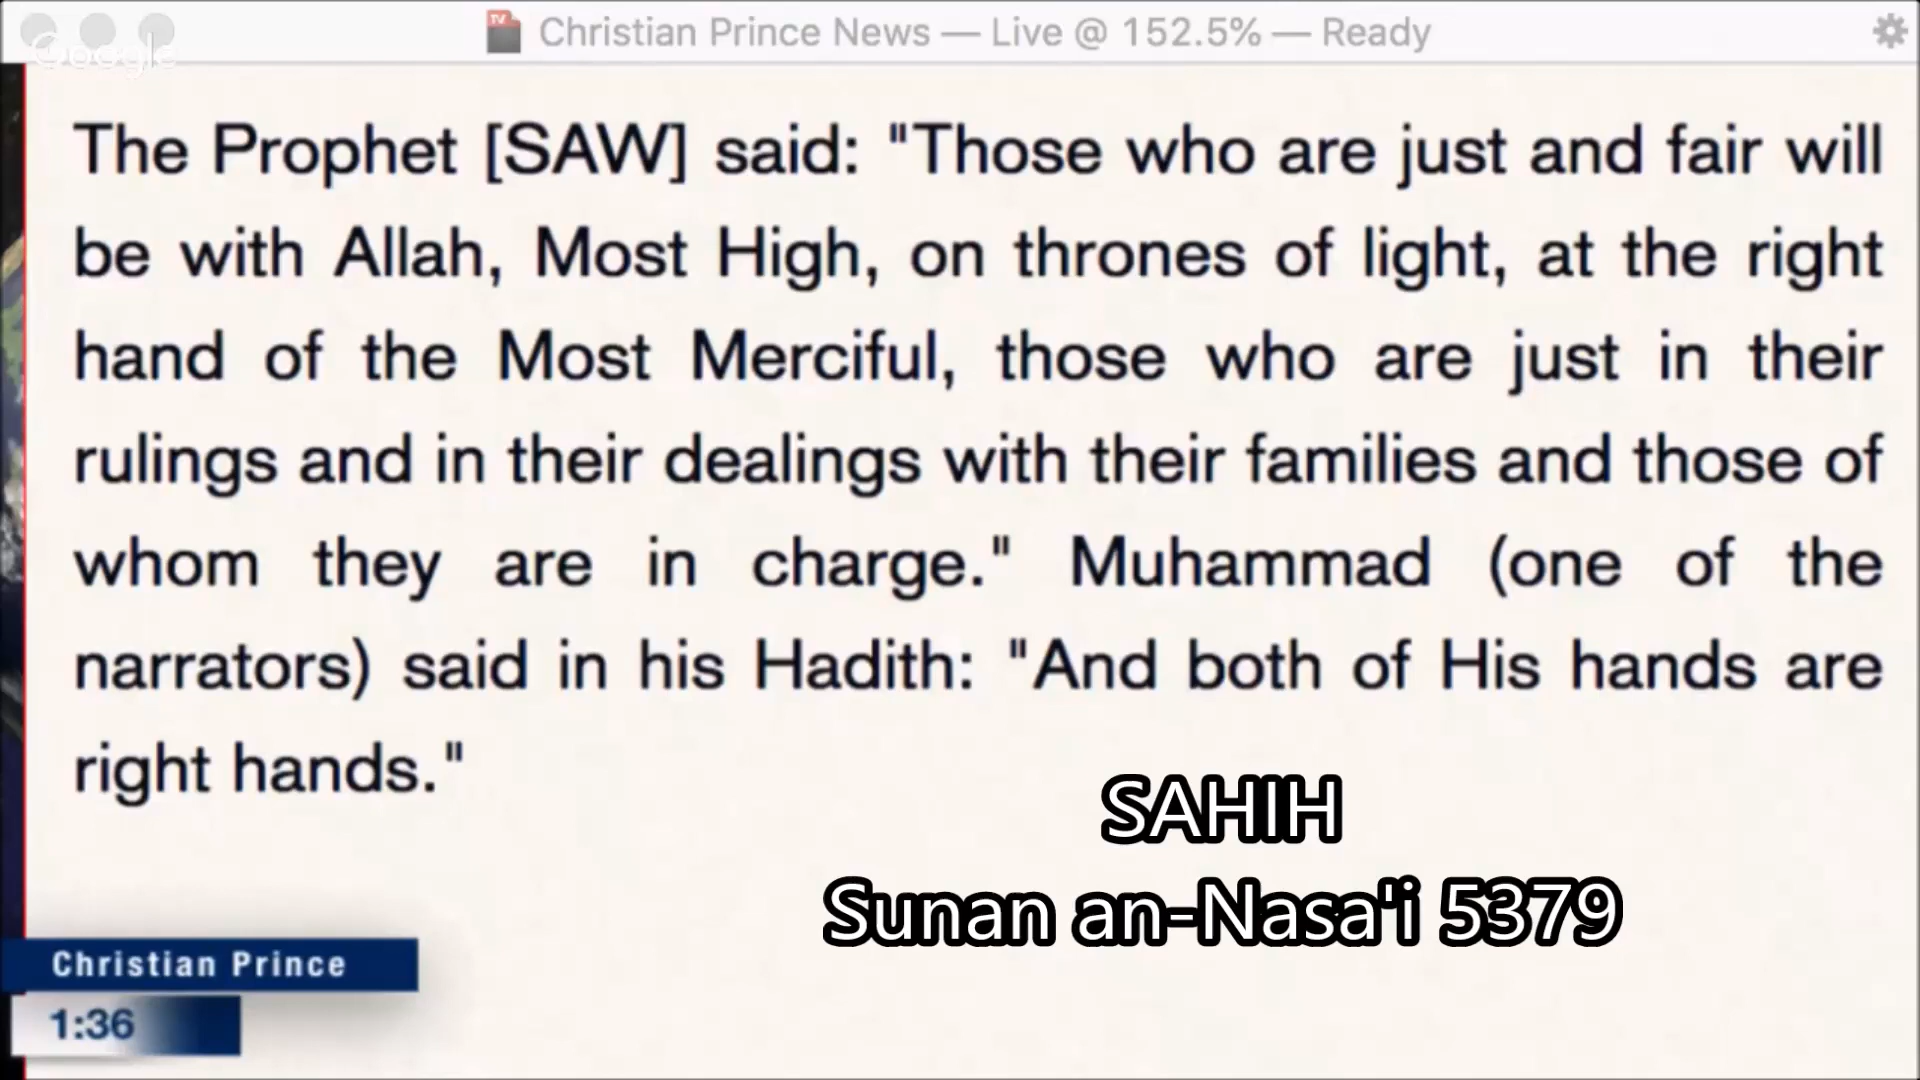 Christian Prince News — Live @ 152.5% — Ready
Google
The Prophet [SAW] said: "Those who are just and fair will
be with Allah, Most High, on thrones of light, at the right
hand of the Most Merciful, those who are just in their
rulings and in their dealings with their families and those of
whom they are in charge." Muhammad (one of the
narrators) said in his Hadith: "And both of His hands are
right hands."
SAHIH
Sunan an-Nasa'i 5379
Christian Prince
1:36